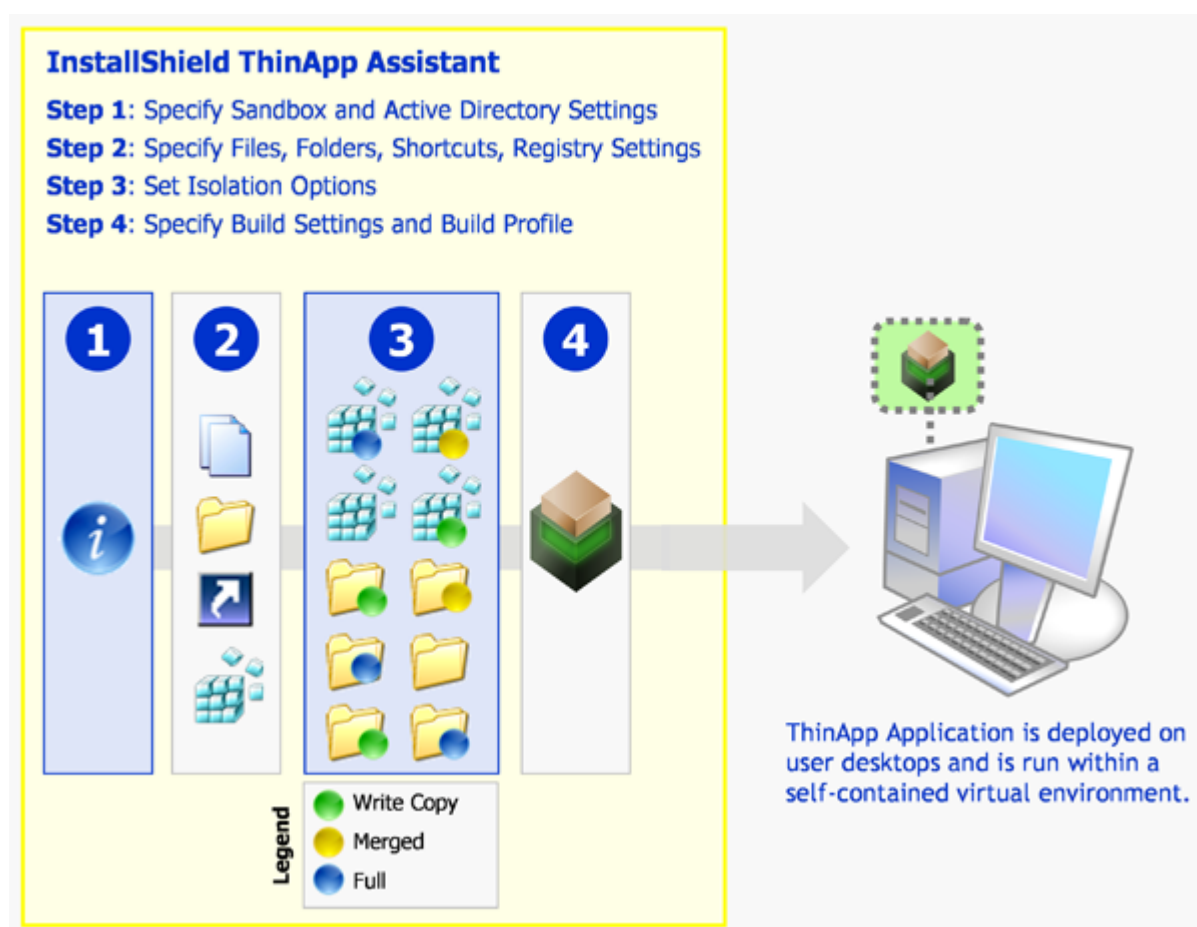 InstallShield ThinApp Assistant
Step 1: Specify Sandbox and Active Directory Settings
Step 2: Specify Files, Folders, Shortcuts, Registry Settings
Step 3: Set Isolation Options
Step 4: Specify Build Settings and Build Profile
1 2 3 4
i
Legend
Write Copy
Merged
Full
ThinApp Application is deployed on
user desktops and is run within a
self-contained virtual environment.